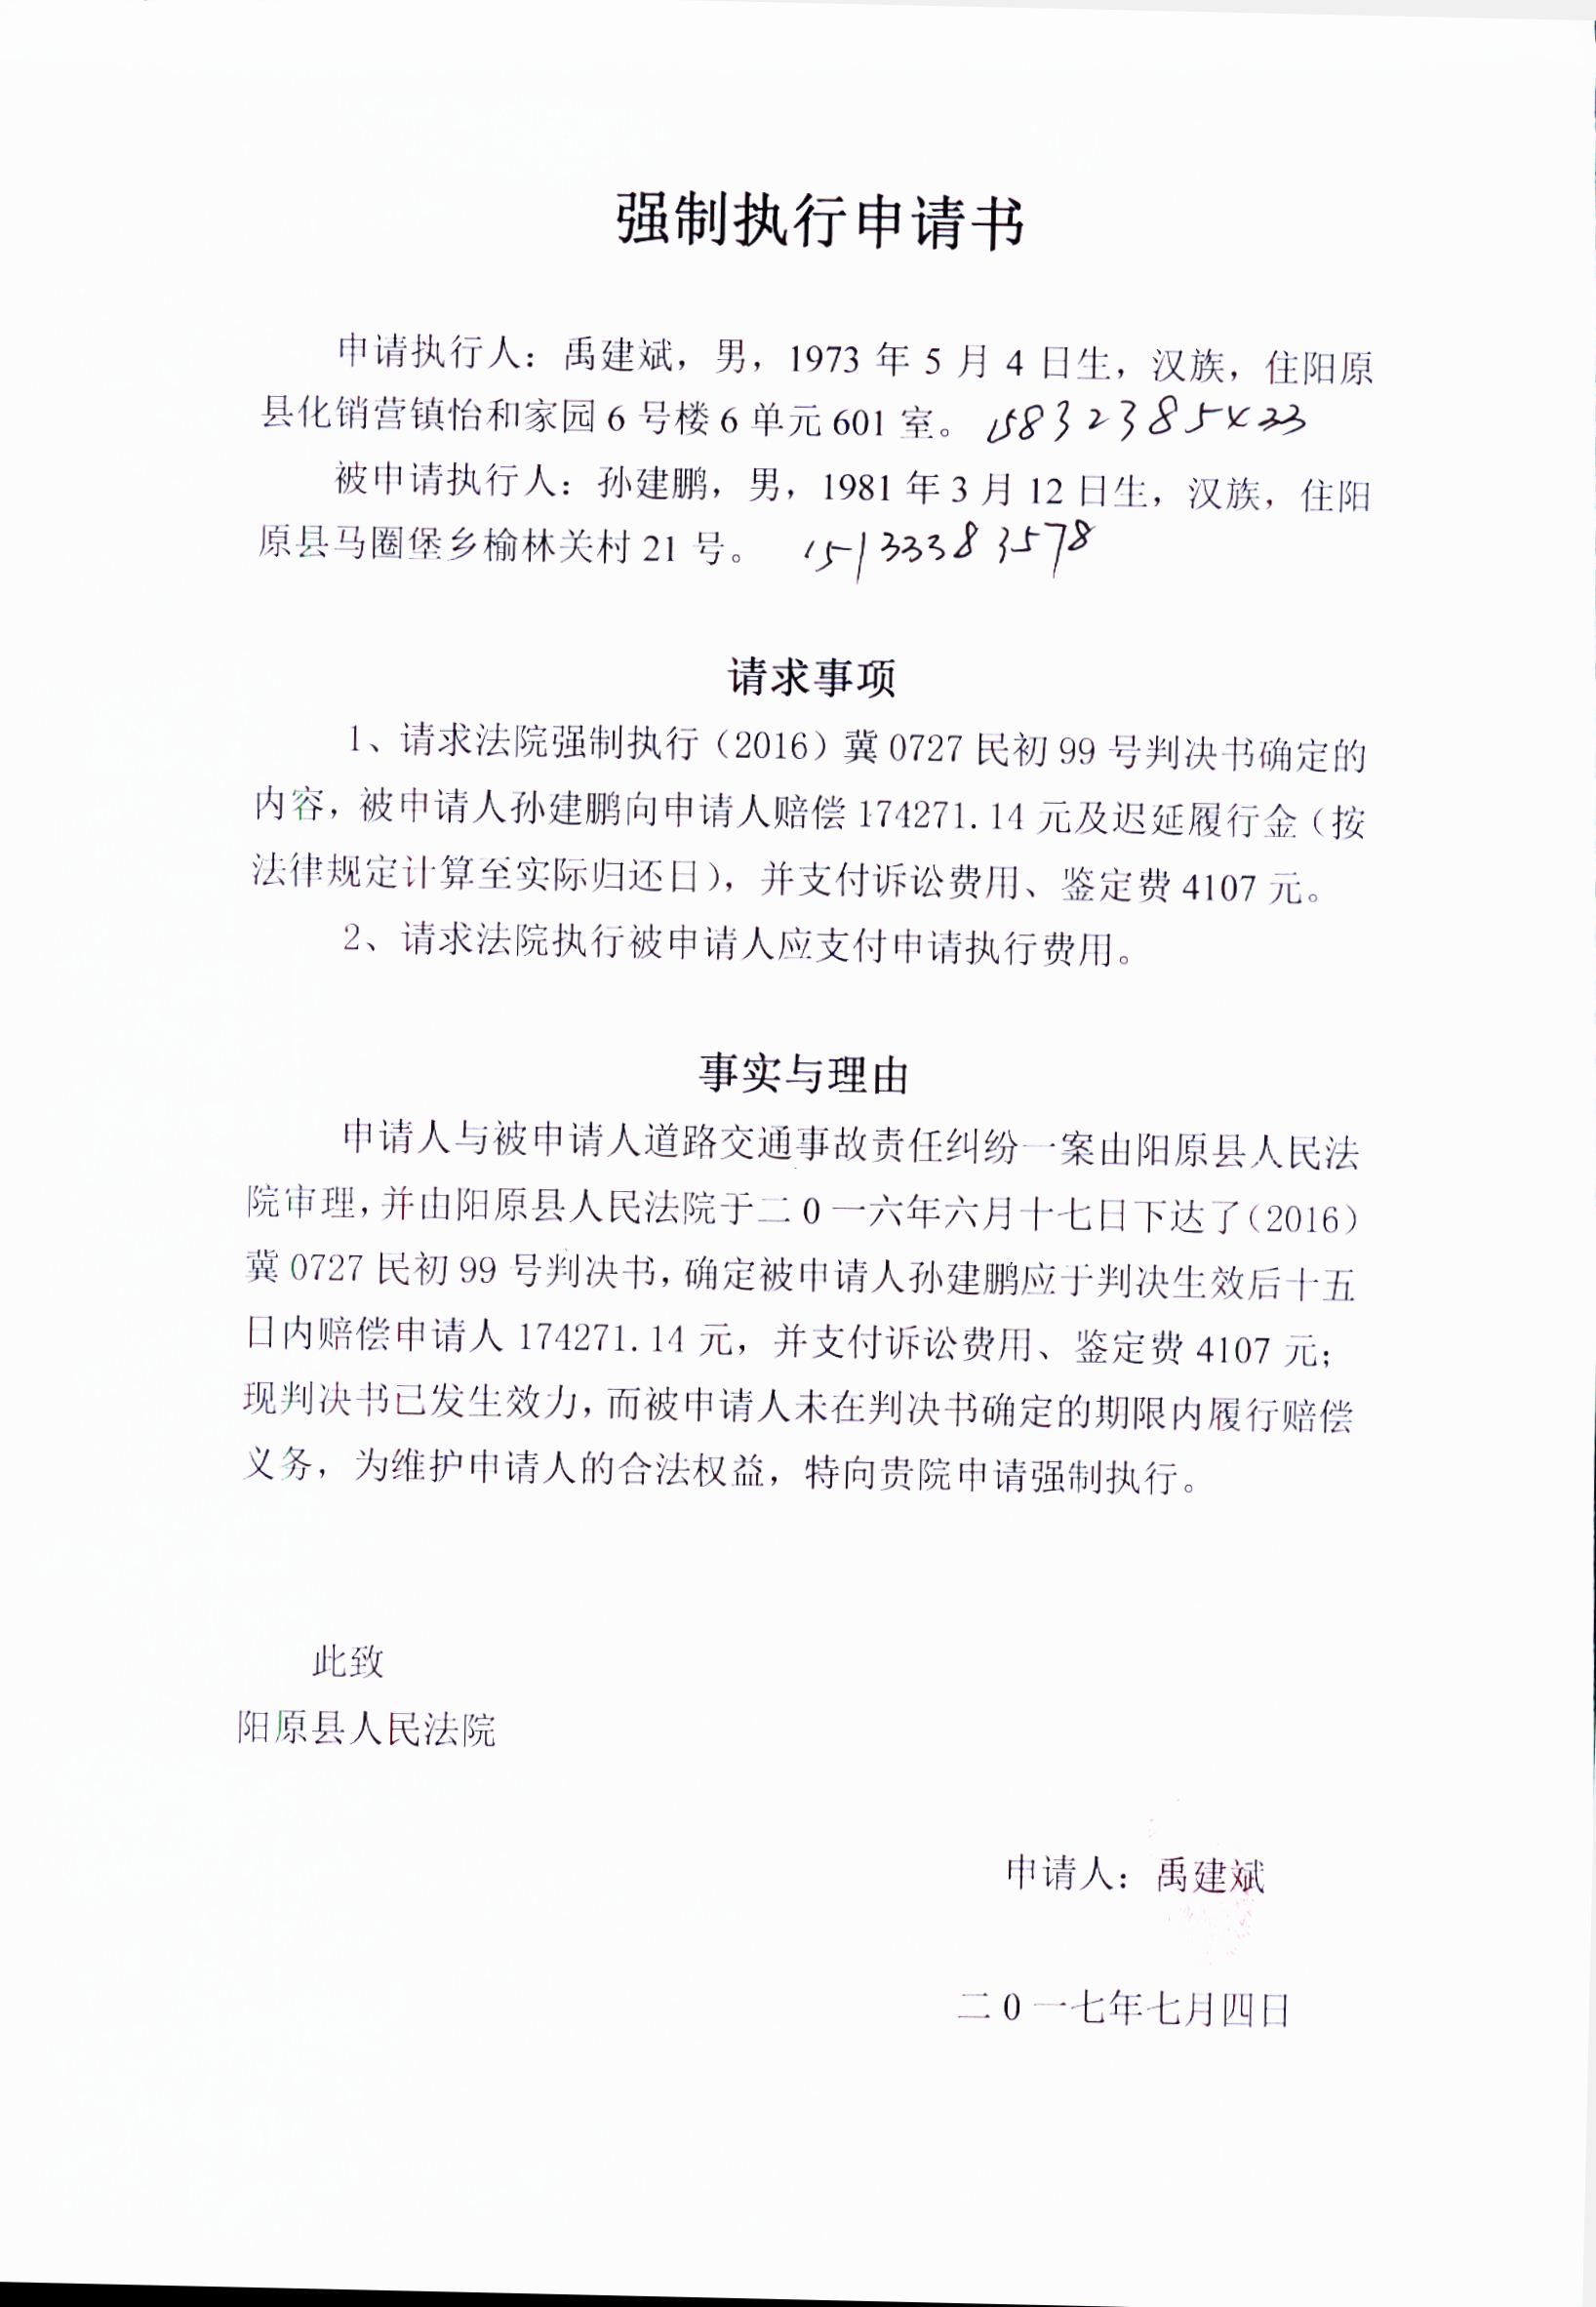 强制执行申请书
申请执行人：禹建斌，男，1973 年 5 月 4 日生，汉族，住阳原
县化销营镇怡和家园 6 号楼 6 单元 601 室。
被申请执行人：孙建鹏，男，1981 年 3 月 12 日生，汉族，住阳
原县马圈堡乡榆林关村 21 号。 15133383578
请求事项
1、请求法院强制执行（2016）冀 0727 民初 99 号判决书确定的
内容，被申请人孙建鹏向申请人赔偿 174271.14 元及迟延履行金（按
法律规定计算至实际归还日），并支付诉讼费用、鉴定费 4107 元。
2、请求法院执行被申请人应支付申请执行费用。
事实与理由
申请人与被申请人道路交通事故责任纠纷一案由阳原县人民法
院审理，并由阳原县人民法院于二 0 一六年六月十七日下达了（2016）
冀 0727 民初 99 号判决书，确定被申请人孙建鹏应于判决生效后十五
日内赔偿申请人 174271.14 元，并支付诉讼费用、鉴定费 4107 元；
现判决书已发生效力，而被申请人未在判决书确定的期限内履行赔偿
义务，为维护申请人的合法权益，特向贵院申请强制执行。
此致
阳原县人民法院
申请人：禹建斌
二 0 一七年七月四日